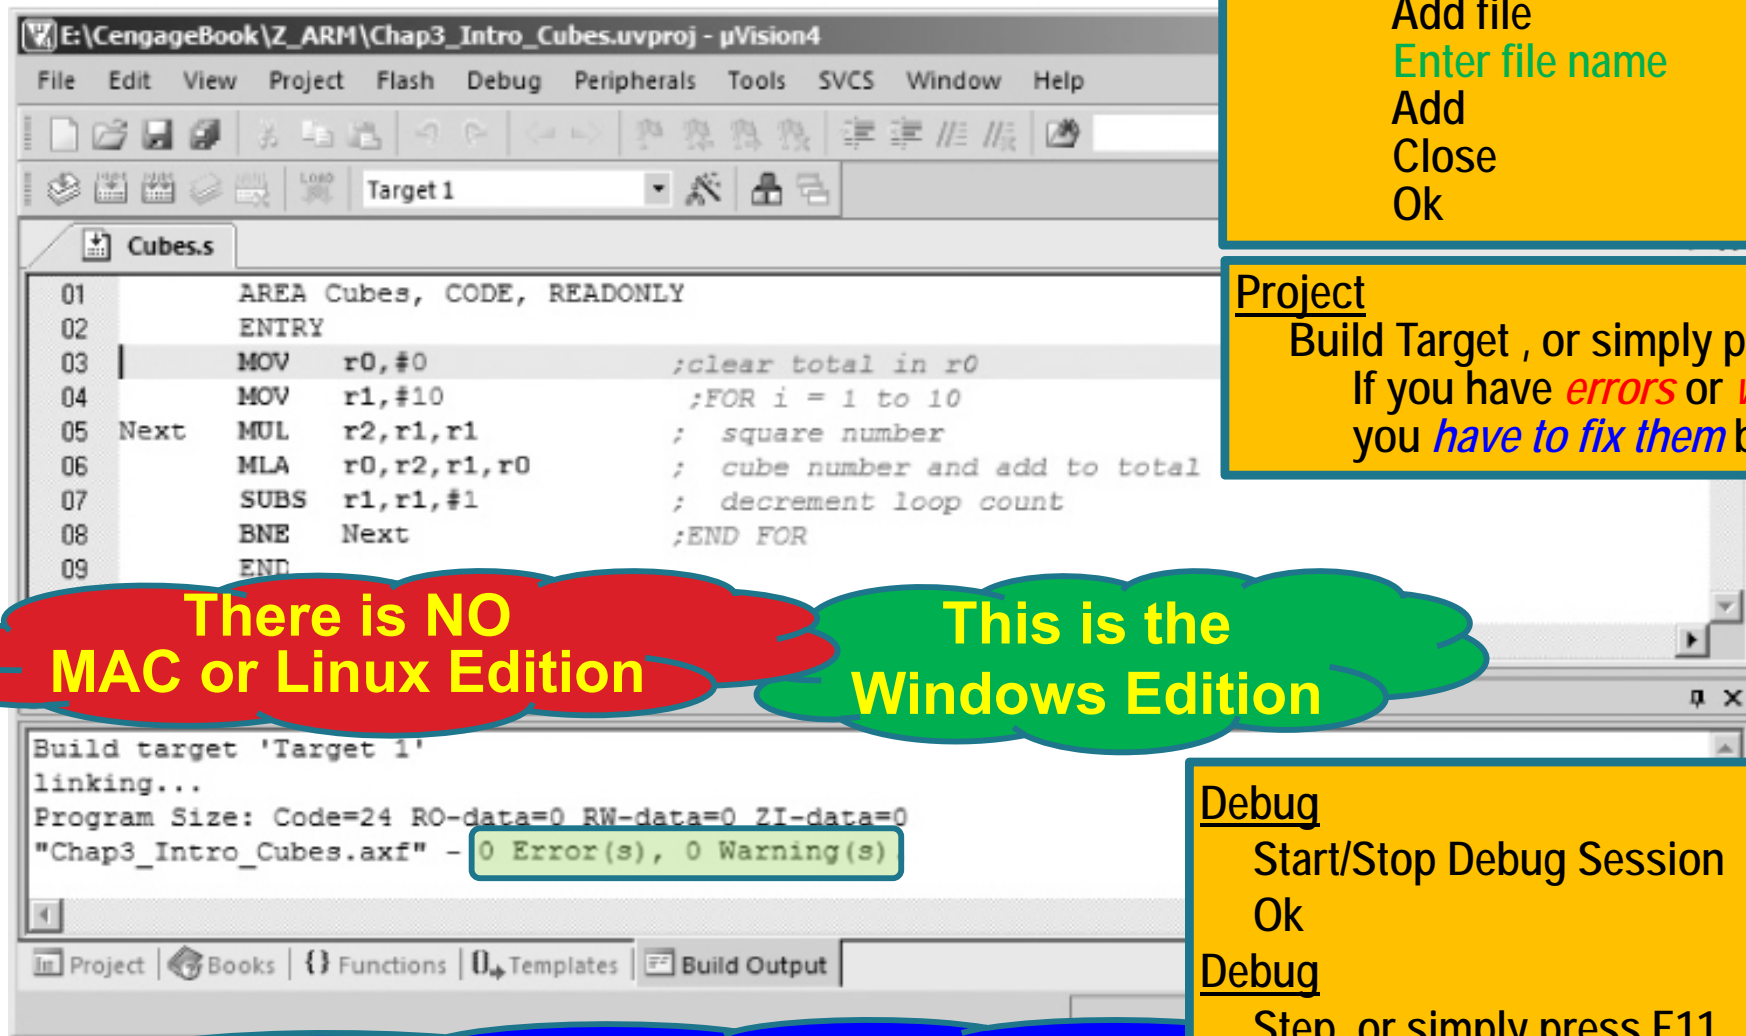 E:\CengageBook\Z_ARM\Chap3_Intro_Cubes.uvproj - µVision4
File Edit View Project Flash Debug Peripherals Tools SVCS Window Help
Target 1
Cubes.s
01 AREA Cubes, CODE, READONLY
02 ENTRY
03 MOV r0,#0 ;clear total in r0
04 MOV r1,#10 ;FOR i = 1 to 10
05 Next MUL r2,r1,r1 ; square number
06 MLA r0,r2,r1,r0 ; cube number and add to total
07 SUBS r1,r1,#1 ; decrement loop count
08 BNE Next ;END FOR
09 END
There is NO
MAC or Linux Edition
This is the
Windows Edition
Build target 'Target 1'
linking...
Program Size: Code=24 RO-data=0 RW-data=0 ZI-data=0
"Chap3_Intro_Cubes.axf" - 0 Error(s), 0 Warning(s)
Project Books {} Functions Templates Build Output
Add file
Enter file name
Add
Close
Ok
Project
Build Target , or simply
If you have errors or
you have to fix them
Debug
Start/Stop Debug Session
Ok
Debug
Step, or simply press F11